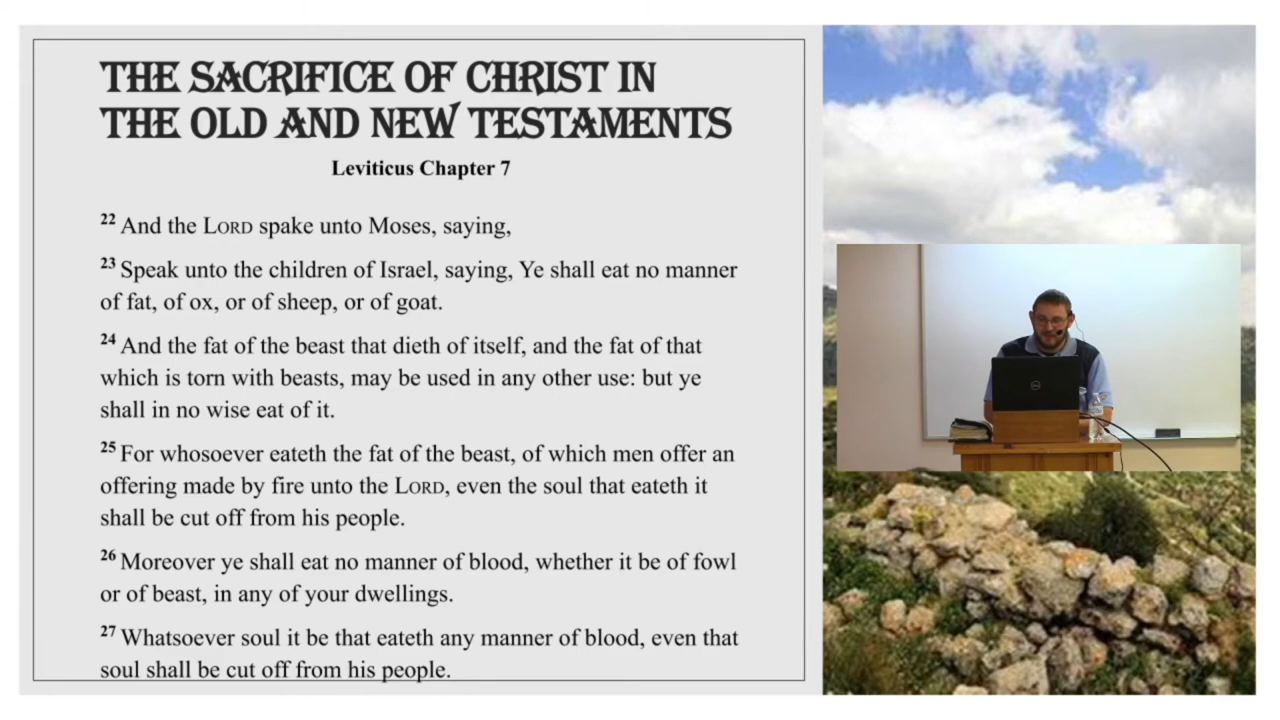 THE SACRIFICE OF CHRIST IN
THE OLD AND NEW TESTAMENTS
Leviticus Chapter 7
22 And the LORD spake unto Moses, saying,
23 Speak unto the children of Israel, saying, Ye shall eat no manner
of fat, of ox, or of sheep, or of goat.
24 And the fat of the beast that dieth of itself, and the fat of that
which is torn with beasts, may be used in any other use: but ye
shall in no wise eat of it.
25 For whosoever eateth the fat of the beast, of which men offer an
offering made by fire unto the LORD, even the soul that eateth it
shall be cut off from his people.
26 Moreover ye shall eat no manner of blood, whether it be of fowl
or of beast, in any of your dwellings.
27 Whatsoever soul it be that eateth any manner of blood, even that
soul shall be cut off from his people.